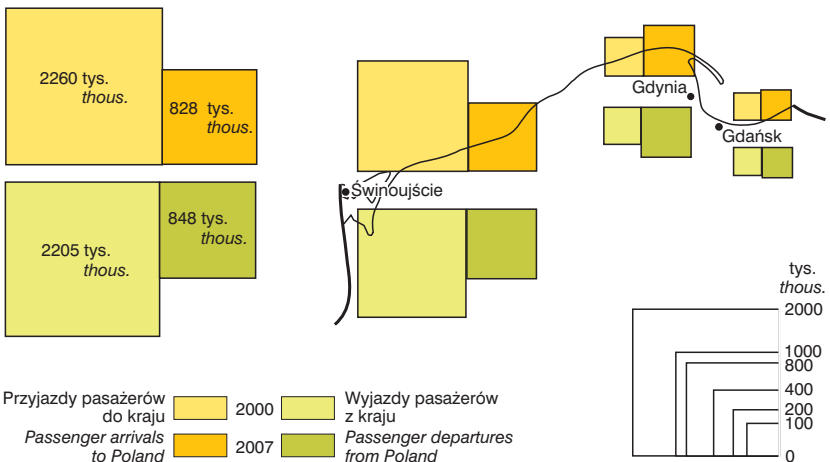 2260 tys.
thous.
828 tys.
thous.
2205 tys.
thous.
848 tys.
thous.
Świnoujście
Gdynia
Gdańsk
tys.
thous.
2000
1000
800
400
200
100
0
Przyjazdy pasażerów
do kraju
2000
Wyjazdy pasażerów
z kraju
Passenger arrivals
to Poland
2007
Passenger departures
from Poland